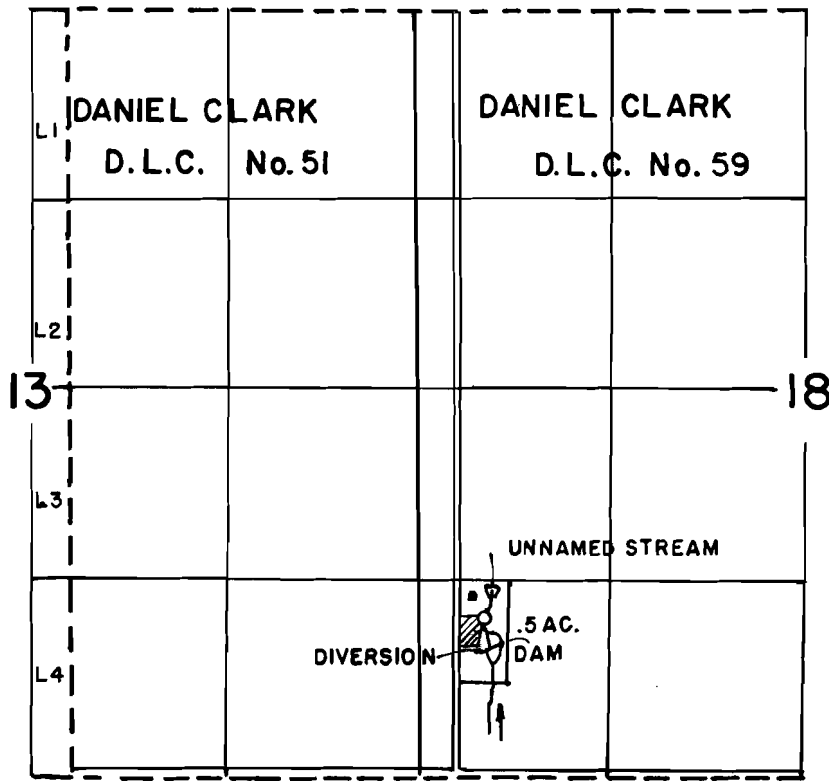 DANIEL CLARK
D.L.C. No. 51
DANIEL CLARK
D.L.C. No. 59
L1
L2
13
18
L3
UNNAMED STREAM
.5 AC.
DIVERSION
DAM
L4